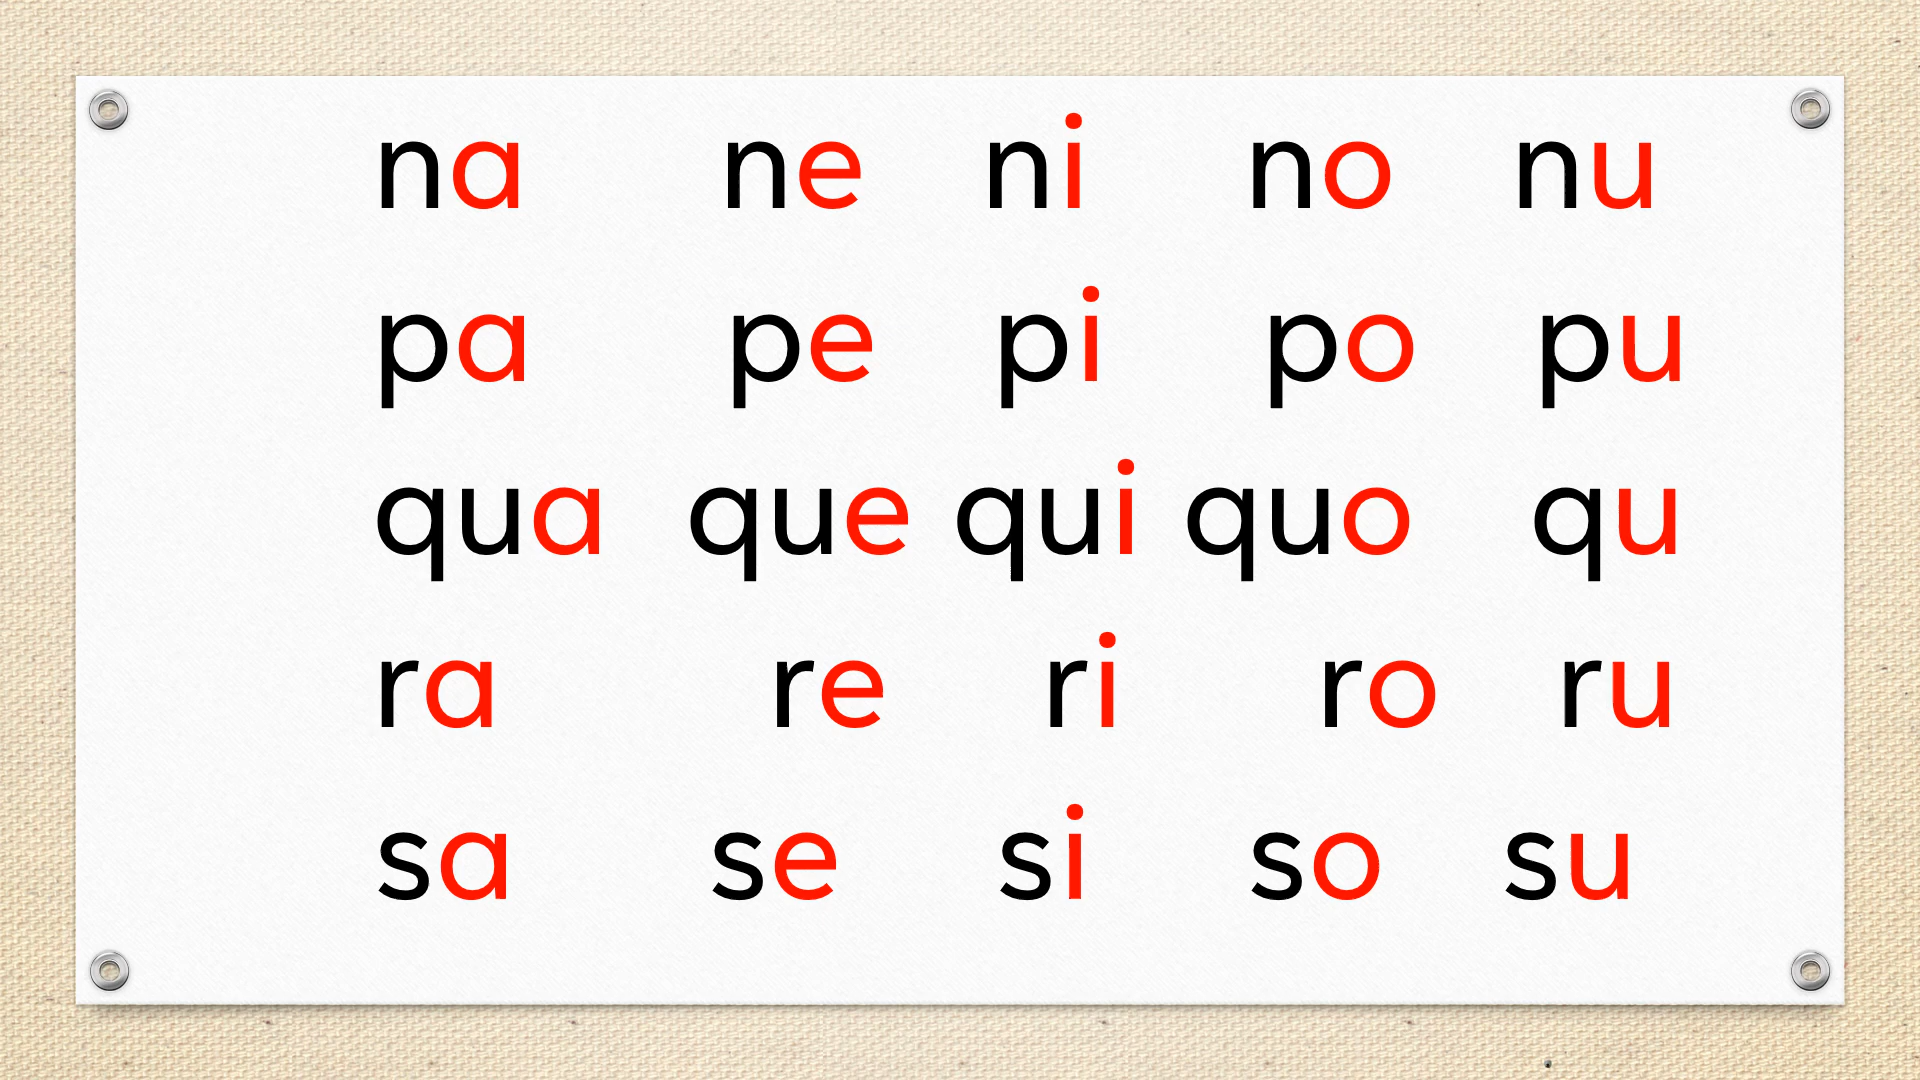 na ne ni no nu
pa pe pi po pu
qua que qui quo qu
ra re ri ro ru
sa se si so su